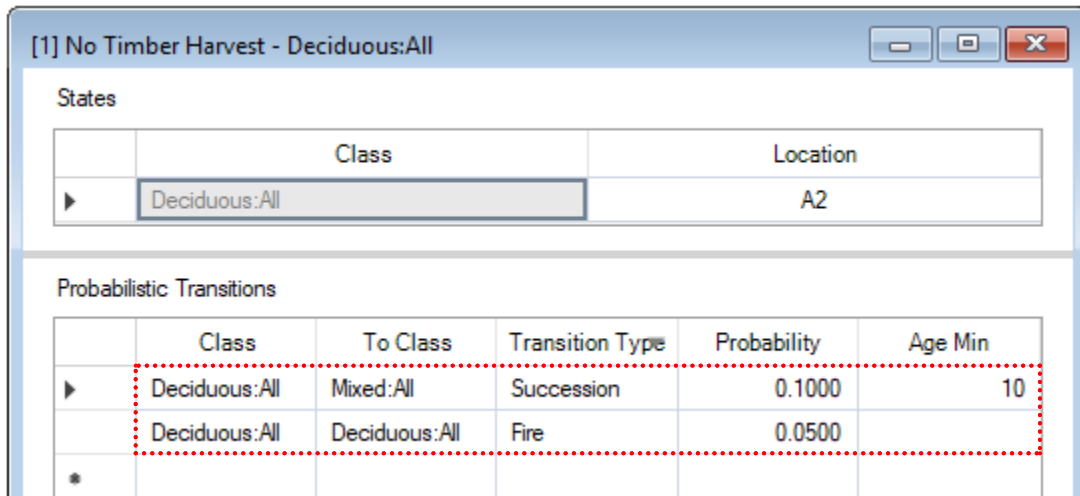 [1] No Timber Harvest - Deciduous:All
States
Class Location
Deciduous:All A2
Probabilistic Transitions
Class To Class Transition Type Probability Age Min
Deciduous:All Mixed:All Succession 0.1000 10
Deciduous:All Deciduous:All Fire 0.0500